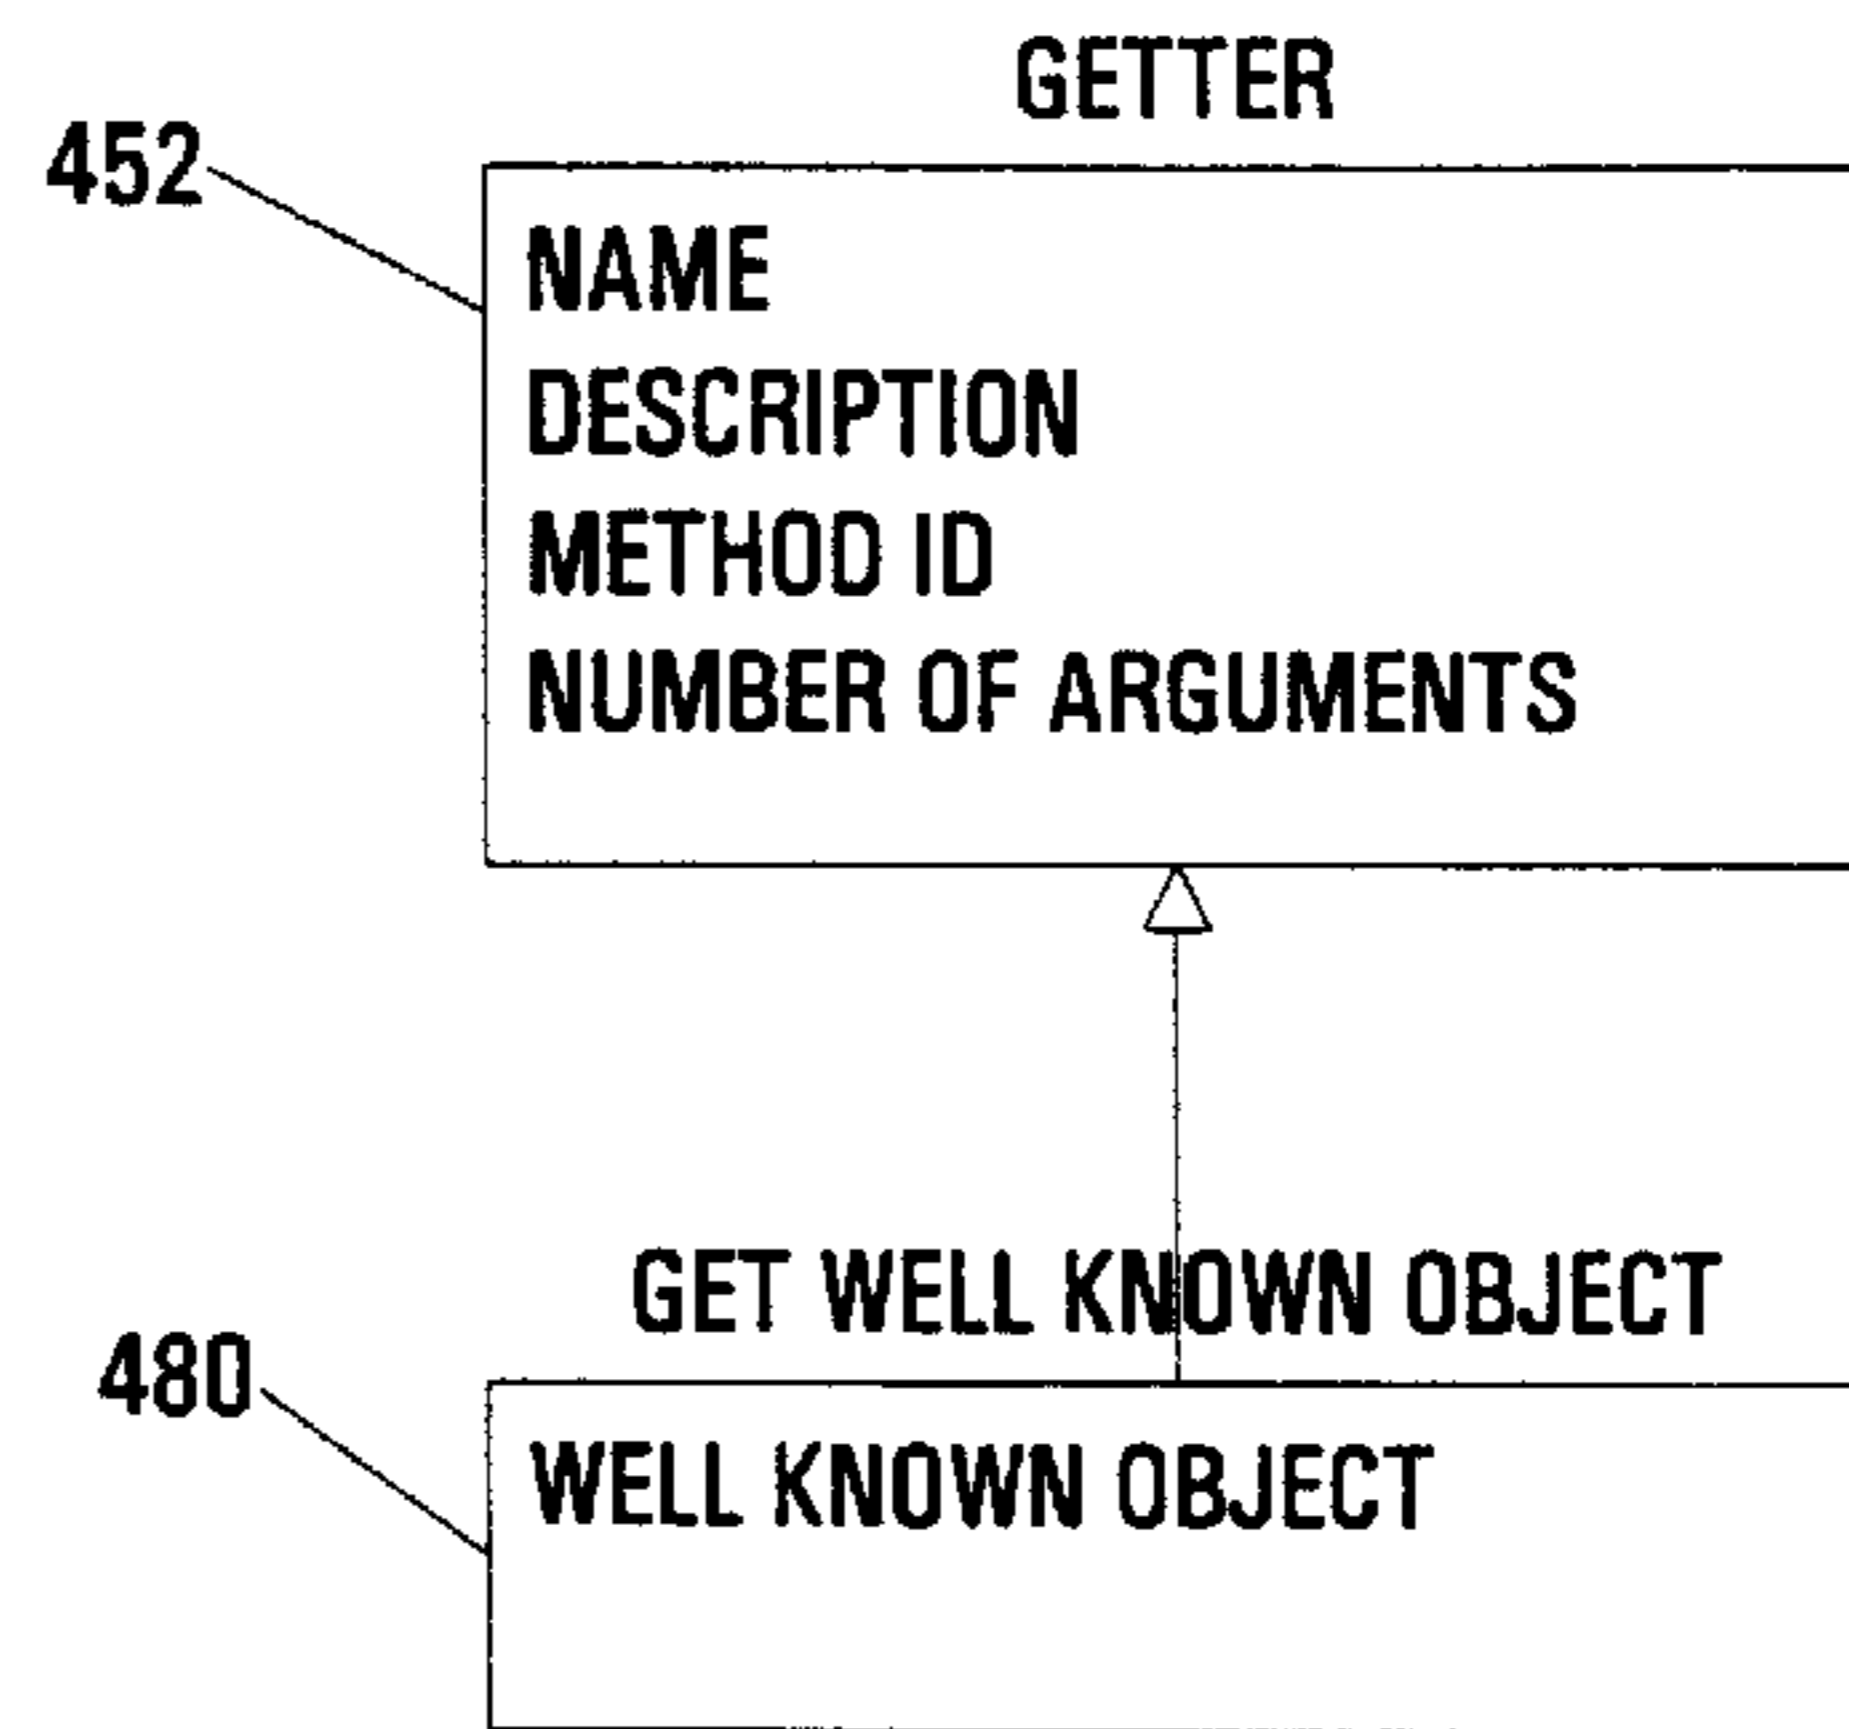 GETTER
452
NAME
DESCRIPTION
METHOD ID
NUMBER OF ARGUMENTS
GET WELL KNOWN OBJECT
480
WELL KNOWN OBJECT